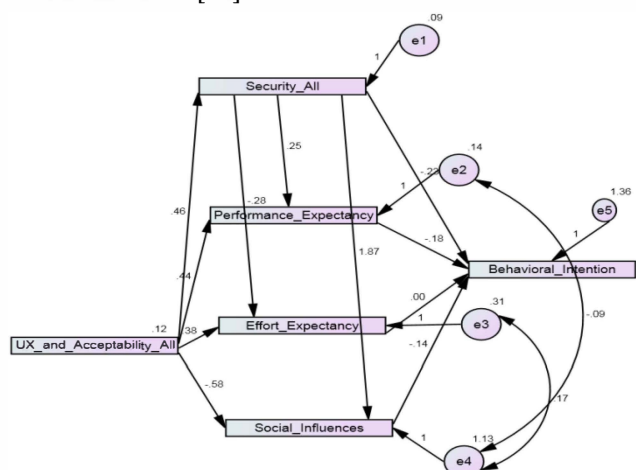 .09
e1
1
Security_All
.14
.25
e2
1
1.36
-.28
e5
.46
Performance_Expectancy
-.18
1
.44
1.87
Behavioral_Intention
.00
.31
-.09
.12
.38
Effort_Expectancy
1
e3
UX_and_Acceptability_All
-.14
-.58
.17
Social_Influences
1
1.13
e4